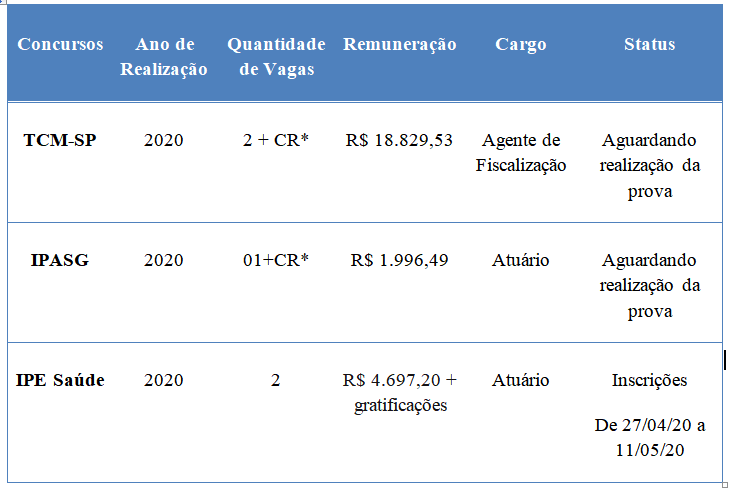 Concursos Ano de Realização Quantidade de Vagas Remuneração Cargo Status
TCM-SP 2020 2 + CR* R$ 18.829,53 Agente de Fiscalização Aguardando realização da prova
IPASG 2020 01+CR* R$ 1.996,49 Atuário Aguardando realização da prova
IPE Saúde 2020 2 R$ 4.697,20 + gratificações Atuário Inscrições De 27/04/20 a 11/05/20